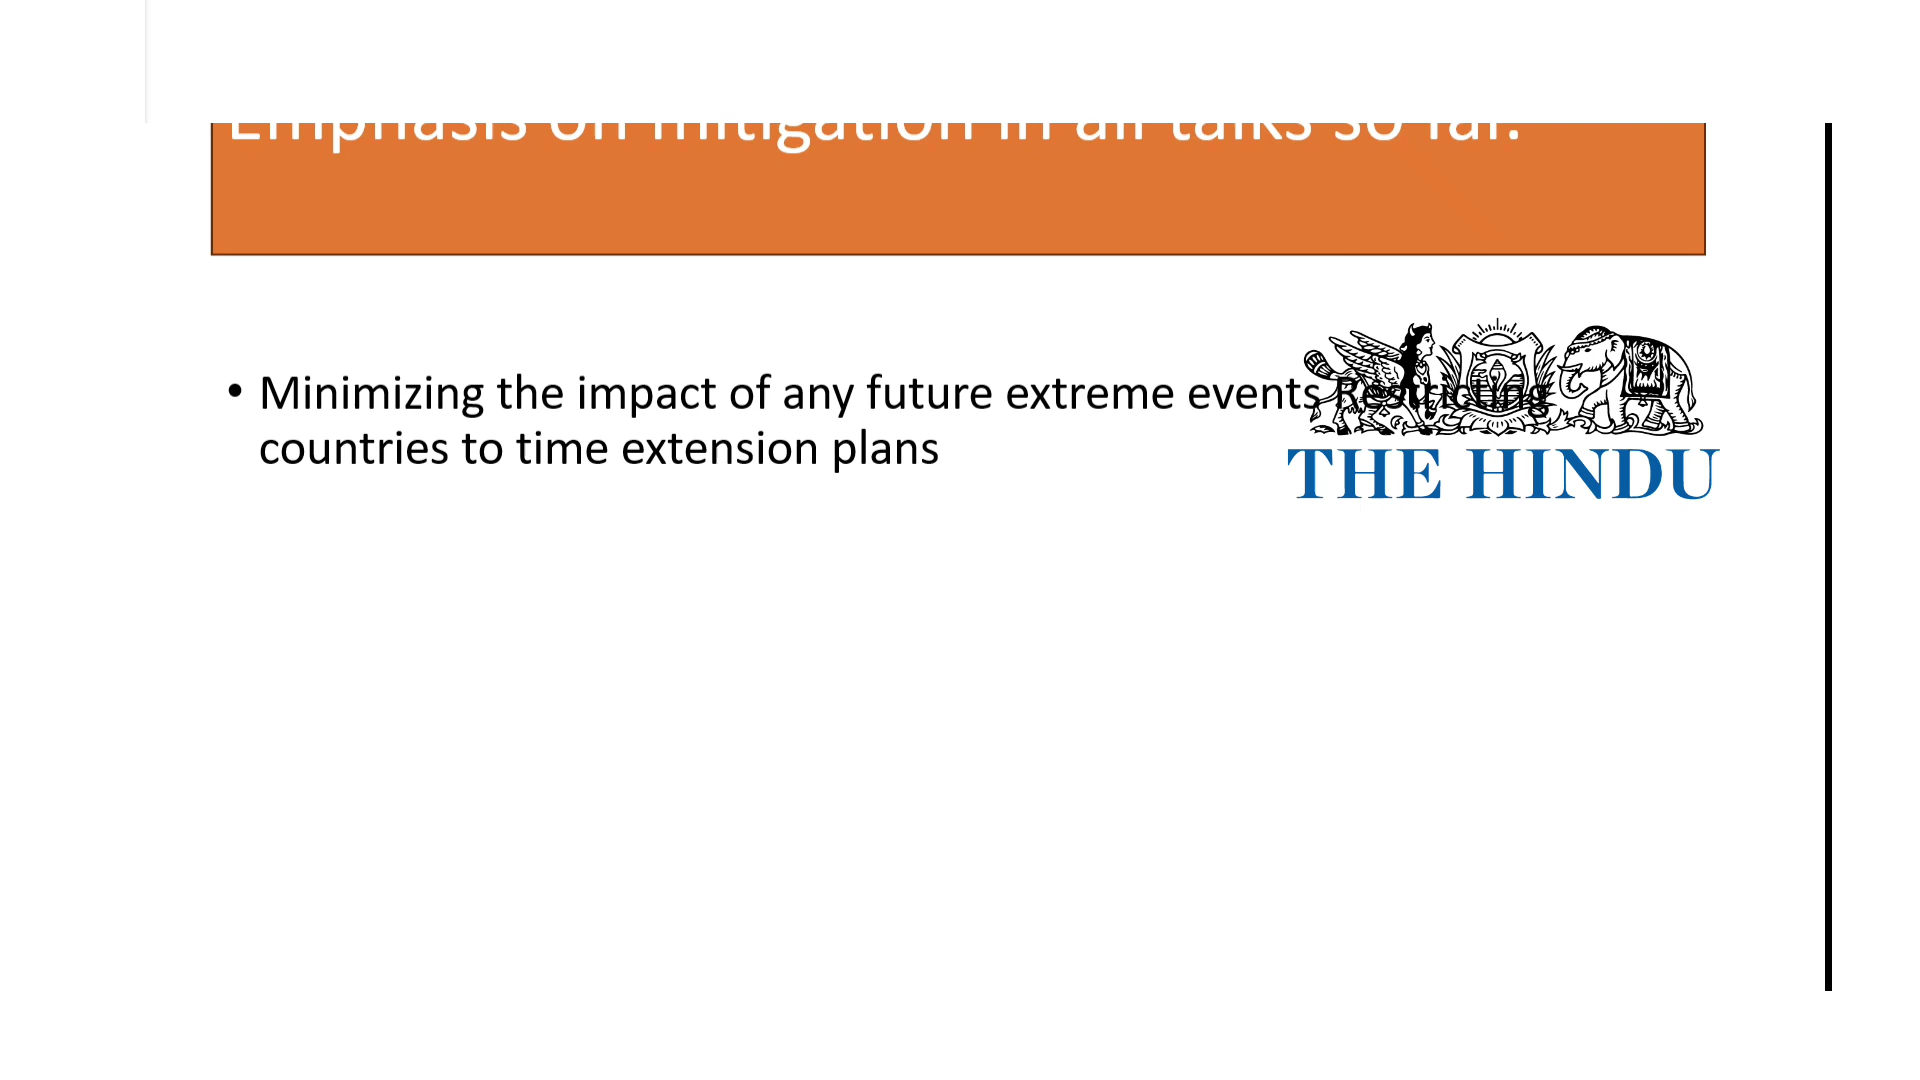 Emphasis on mitigation in all talks so far.
• Minimizing the impact of any future extreme events Restricting
countries to time extension plans
THE HINDU